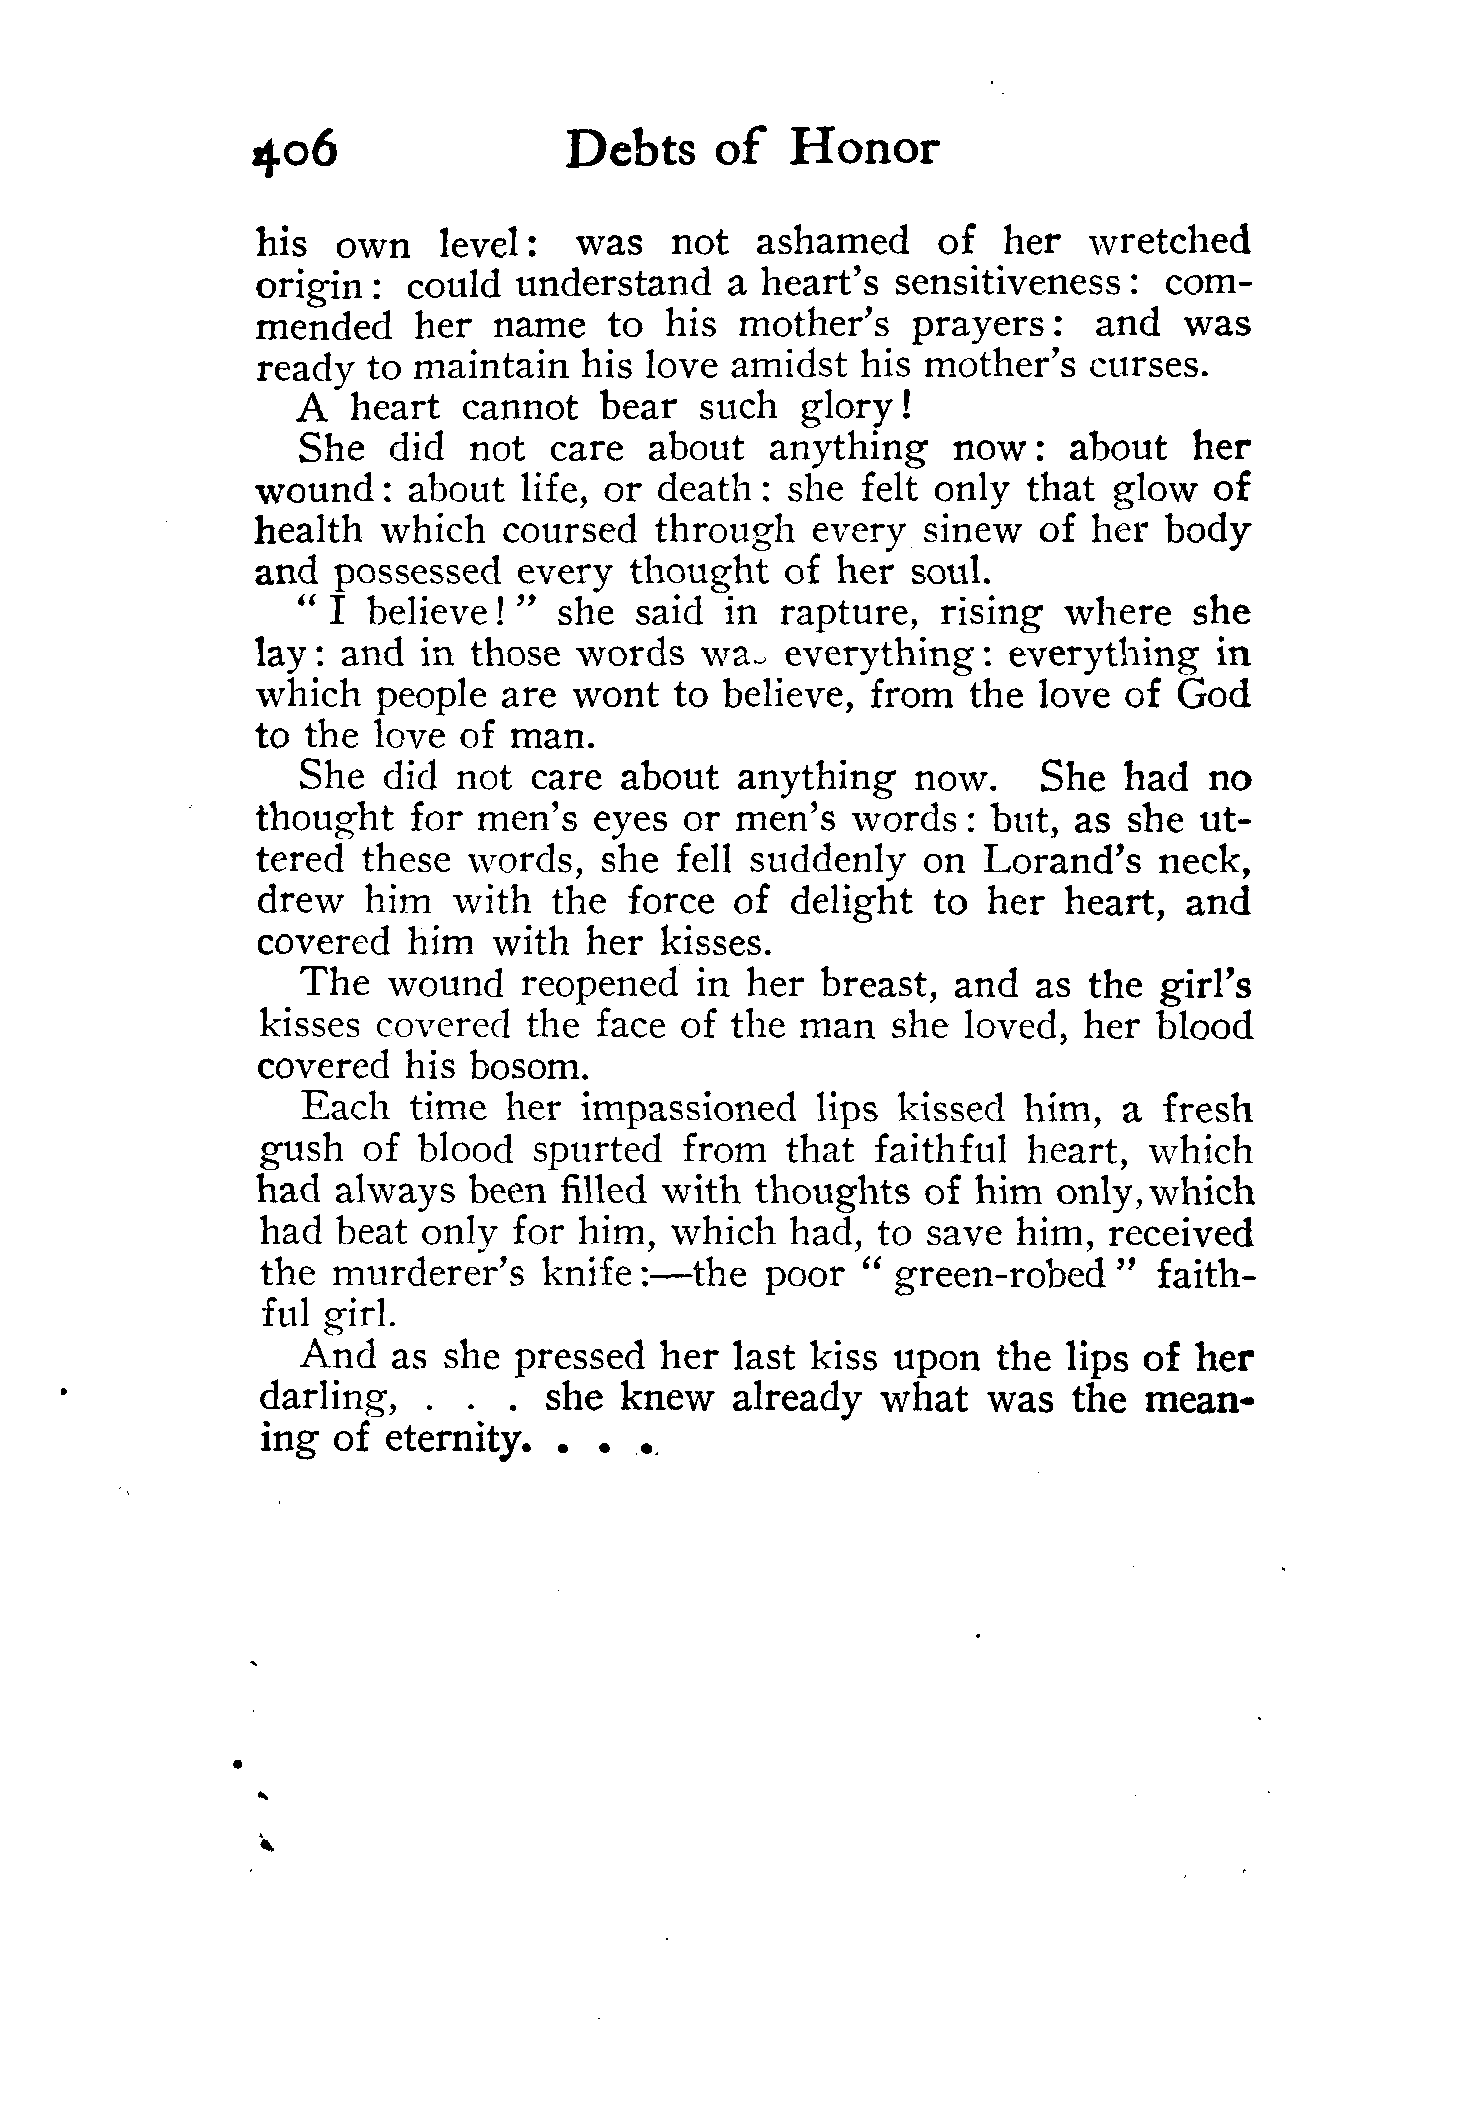 406 Debts of Honor
his own level: was not ashamed of her wretched
origin: could understand a heart's sensitiveness: com-
mended her name to his mother's prayers: and was
ready to maintain his love amidst his mother's curses.
A heart cannot bear such glory!
She did not care about anything now: about her
wound: about life, or death: she felt only that glow of
health which coursed through every sinew of her body
and possessed every thought of her soul.
"I believe!" she said in rapture, rising where she
lay: and in those words was everything: everything in
which people are wont to believe, from the love of God
to the love of man.
She did not care about anything now. She had no
thought for men's eyes or men's words: but, as she ut-
tered these words, she fell suddenly on Lorand's neck,
drew him with the force of delight to her heart, and
covered him with her kisses.
The wound reopened in her breast, and as the girl's
kisses covered the face of the man she loved, her blood
covered his bosom.
Each time her impassioned lips kissed him, a fresh
gush of blood spurted from that faithful heart, which
had always been filled with thoughts of him only, which
had beat only for him, which had, to save him, received
the murderer's knife:—the poor "green-robed" faith-
ful girl.
And as she pressed her last kiss upon the lips of her
darling, . . . she knew already what was the mean-
ing of eternity. . . .